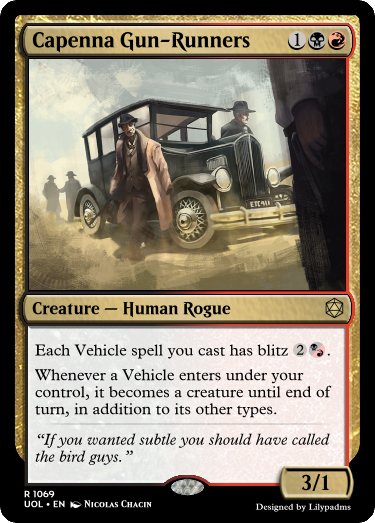 Capenna Gun-Runners 1
Creature — Human Rogue
Each Vehicle spell you cast has blitz 2 .
Whenever a Vehicle enters under your
control, it becomes a creature until end of
turn, in addition to its other types.
“If you wanted subtle you should have called
the bird guys.”
3/1
R 1069
UOL • EN Nicolas Chacin
Designed by Lilypadms